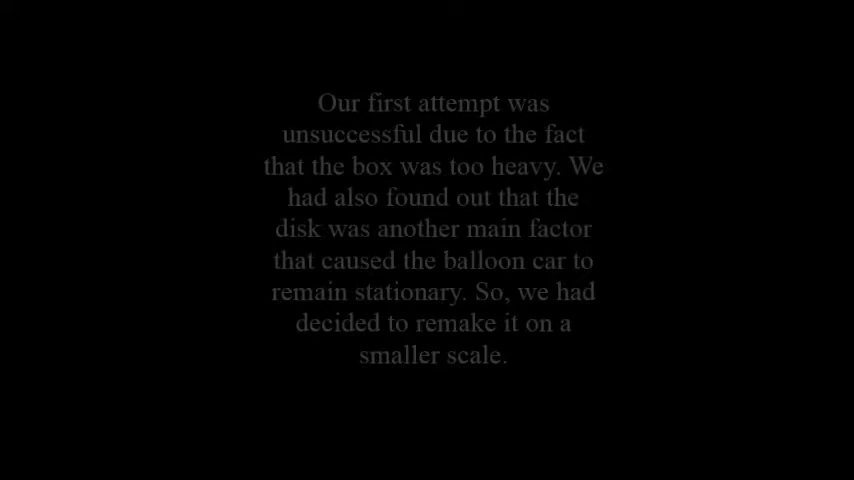 Our first attempt was
unsuccessful due to the fact
that the box was too heavy. We
had also found out that the
disk was another main factor
that caused the balloon car to
remain stationary. So, we had
decided to remake it on a
smaller scale.